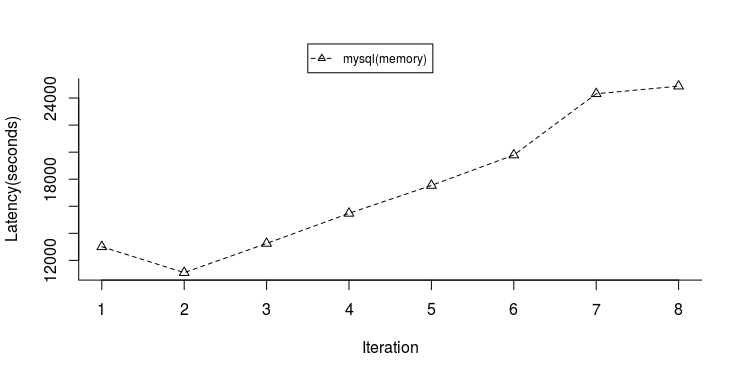 mysql(memory)
24000
18000
12000
Latency(seconds)
1 2 3 4 5 6 7 8
Iteration